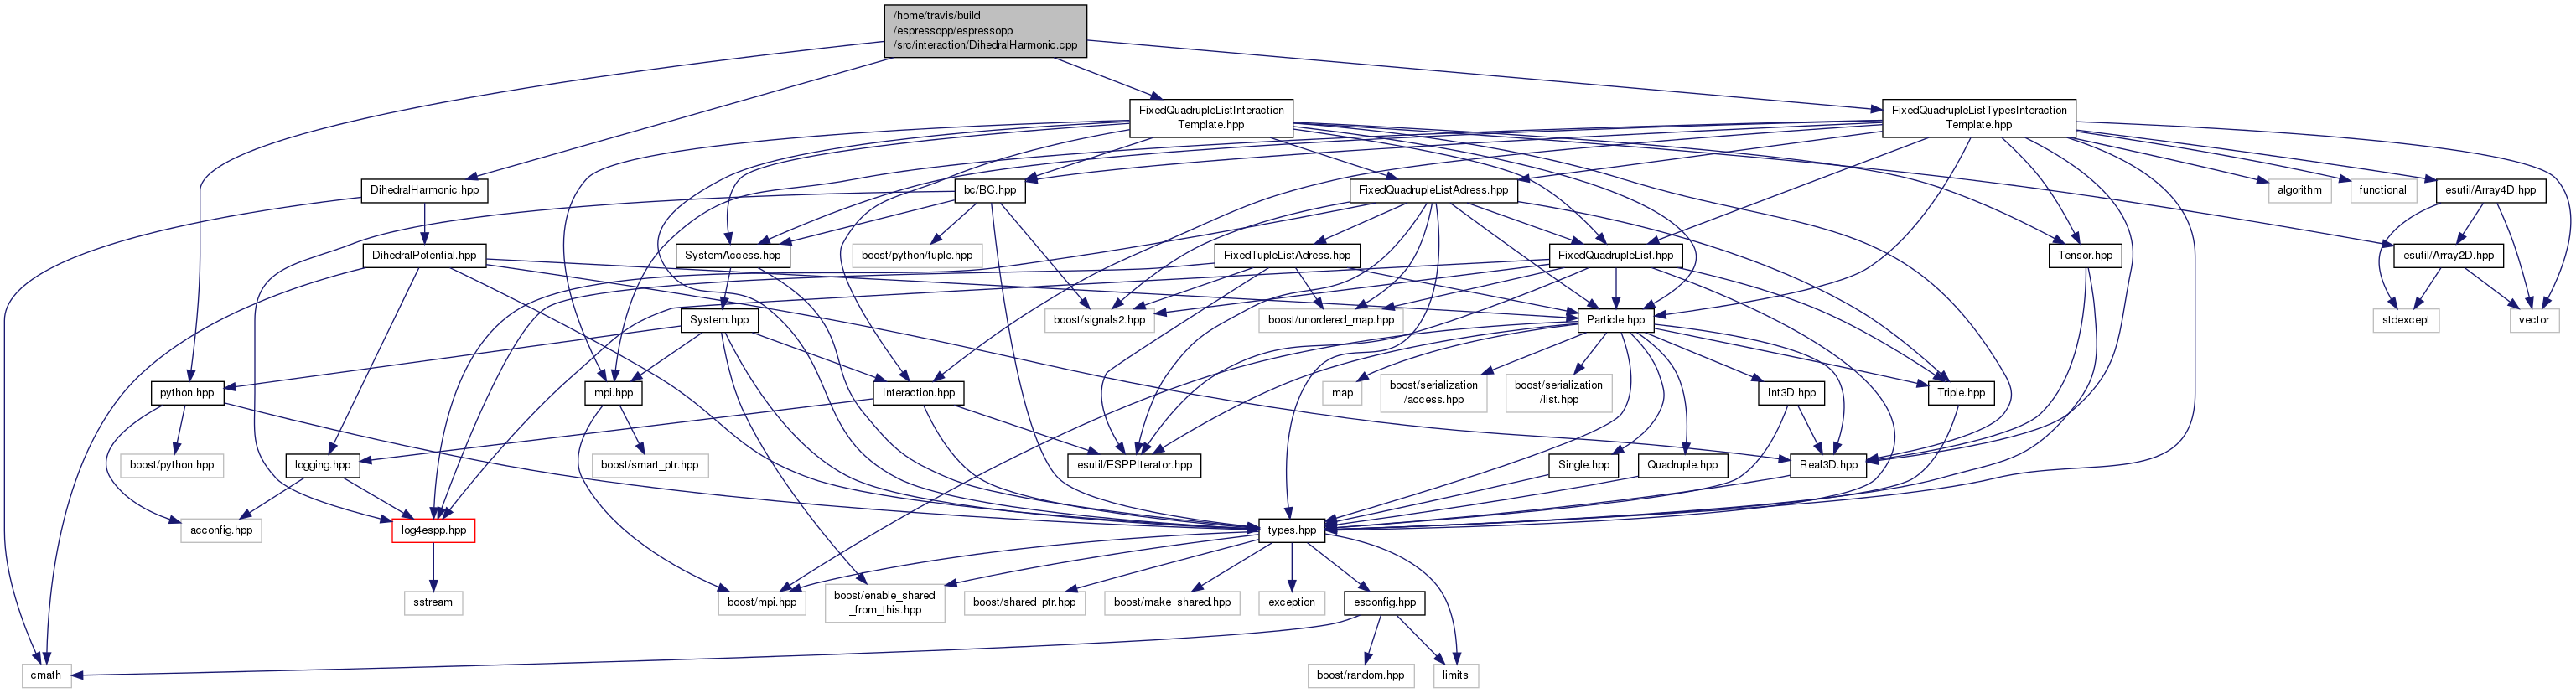 /home/travis/build
/espressopp/espressopp
/src/interaction/DihedralHarmonic.cpp
FixedQuadrupleListInteraction
Template.hpp
FixedQuadrupleListTypesInteraction
Template.hpp
DihedralHarmonic.hpp
bc/BC.hpp
FixedQuadrupleListAdress.hpp
algorithm
functional
esutil/Array4D.hpp
DihedralPotential.hpp
SystemAccess.hpp
boost/python/tuple.hpp
FixedTupleListAdress.hpp
FixedQuadrupleList.hpp
Tensor.hpp
esutil/Array2D.hpp
System.hpp
boost/signals2.hpp
boost/unordered_map.hpp
Particle.hpp
stdexcept
vector
python.hpp
mpi.hpp
Interaction.hpp
map
boost/serialization
/access.hpp
boost/serialization
/list.hpp
Int3D.hpp
Triple.hpp
boost/python.hpp
logging.hpp
boost/smart_ptr.hpp
esutil/ESPPIterator.hpp
Single.hpp
Quadruple.hpp
Real3D.hpp
acconfig.hpp
log4espp.hpp
types.hpp
sstream
boost/mpi.hpp
boost/enable_shared
_from_this.hpp
boost/shared_ptr.hpp
boost/make_shared.hpp
exception
esconfig.hpp
cmath
boost/random.hpp
limits